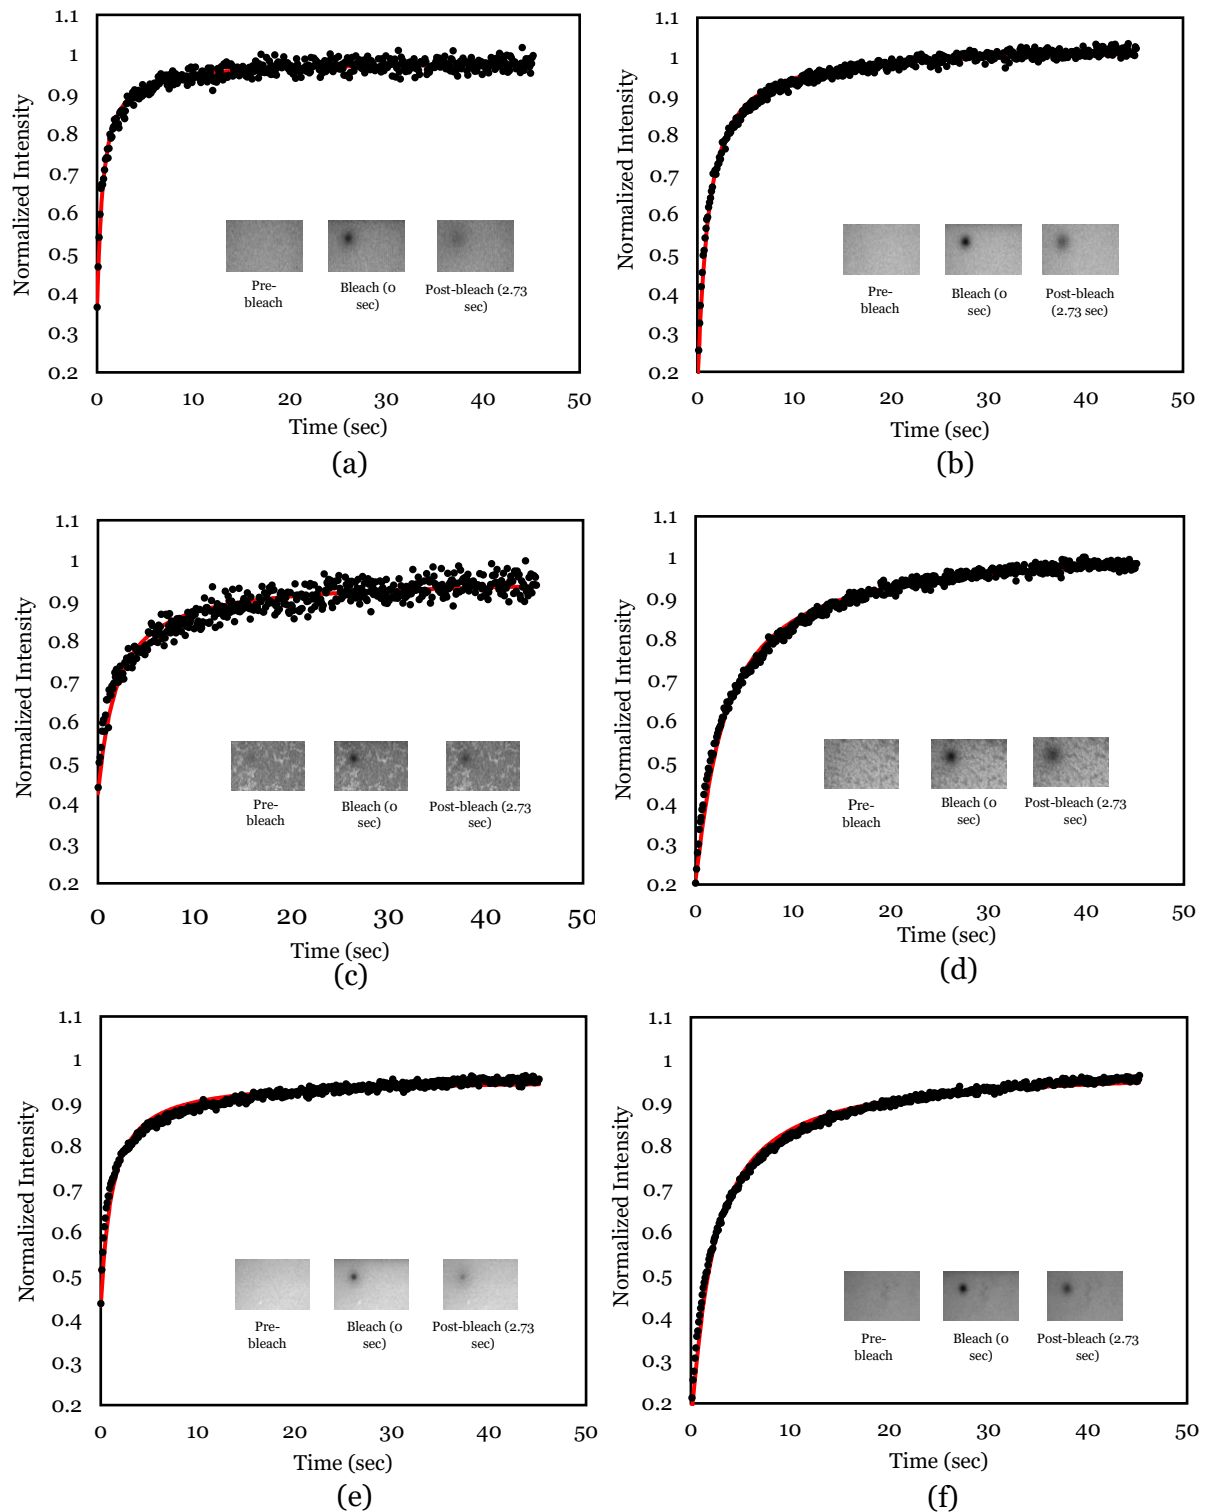 1.1
1
0.9
0.8
0.7
0.6
0.5
0.4
0.3
0.2
Normalized Intensity
Pre-
bleach
Bleach (0
sec)
Post-bleach (2.73
sec)
0 10 20 30 40 50
Time (sec)
(a)
1.1
1
0.9
0.8
0.7
0.6
0.5
0.4
0.3
0.2
Normalized Intensity
Pre-
bleach
Bleach (0
sec)
Post-bleach
(2.73 sec)
0 10 20 30 40 50
Time (sec)
(b)
1.1
1
0.9
0.8
0.7
0.6
0.5
0.4
0.3
0.2
Normalized Intensity
Pre-
bleach
Bleach (0
sec)
Post-bleach (2.73
sec)
0 10 20 30 40 50
Time (sec)
(c)
1.1
1
0.9
0.8
0.7
0.6
0.5
0.4
0.3
0.2
Normalized Intensity
Pre-
bleach
Bleach (0
sec)
Post-bleach (2.73
sec)
0 10 20 30 40 50
Time (sec)
(d)
1.1
1
0.9
0.8
0.7
0.6
0.5
0.4
0.3
0.2
Normalized Intensity
Pre-
bleach
Bleach (0
sec)
Post-bleach (2.73
sec)
0 10 20 30 40 50
Time (sec)
(e)
1.1
1
0.9
0.8
0.7
0.6
0.5
0.4
0.3
0.2
Normalized Intensity
Pre-
bleach
Bleach (0
sec)
Post-bleach (2.73
sec)
0 10 20 30 40 50
Time (sec)
(f)